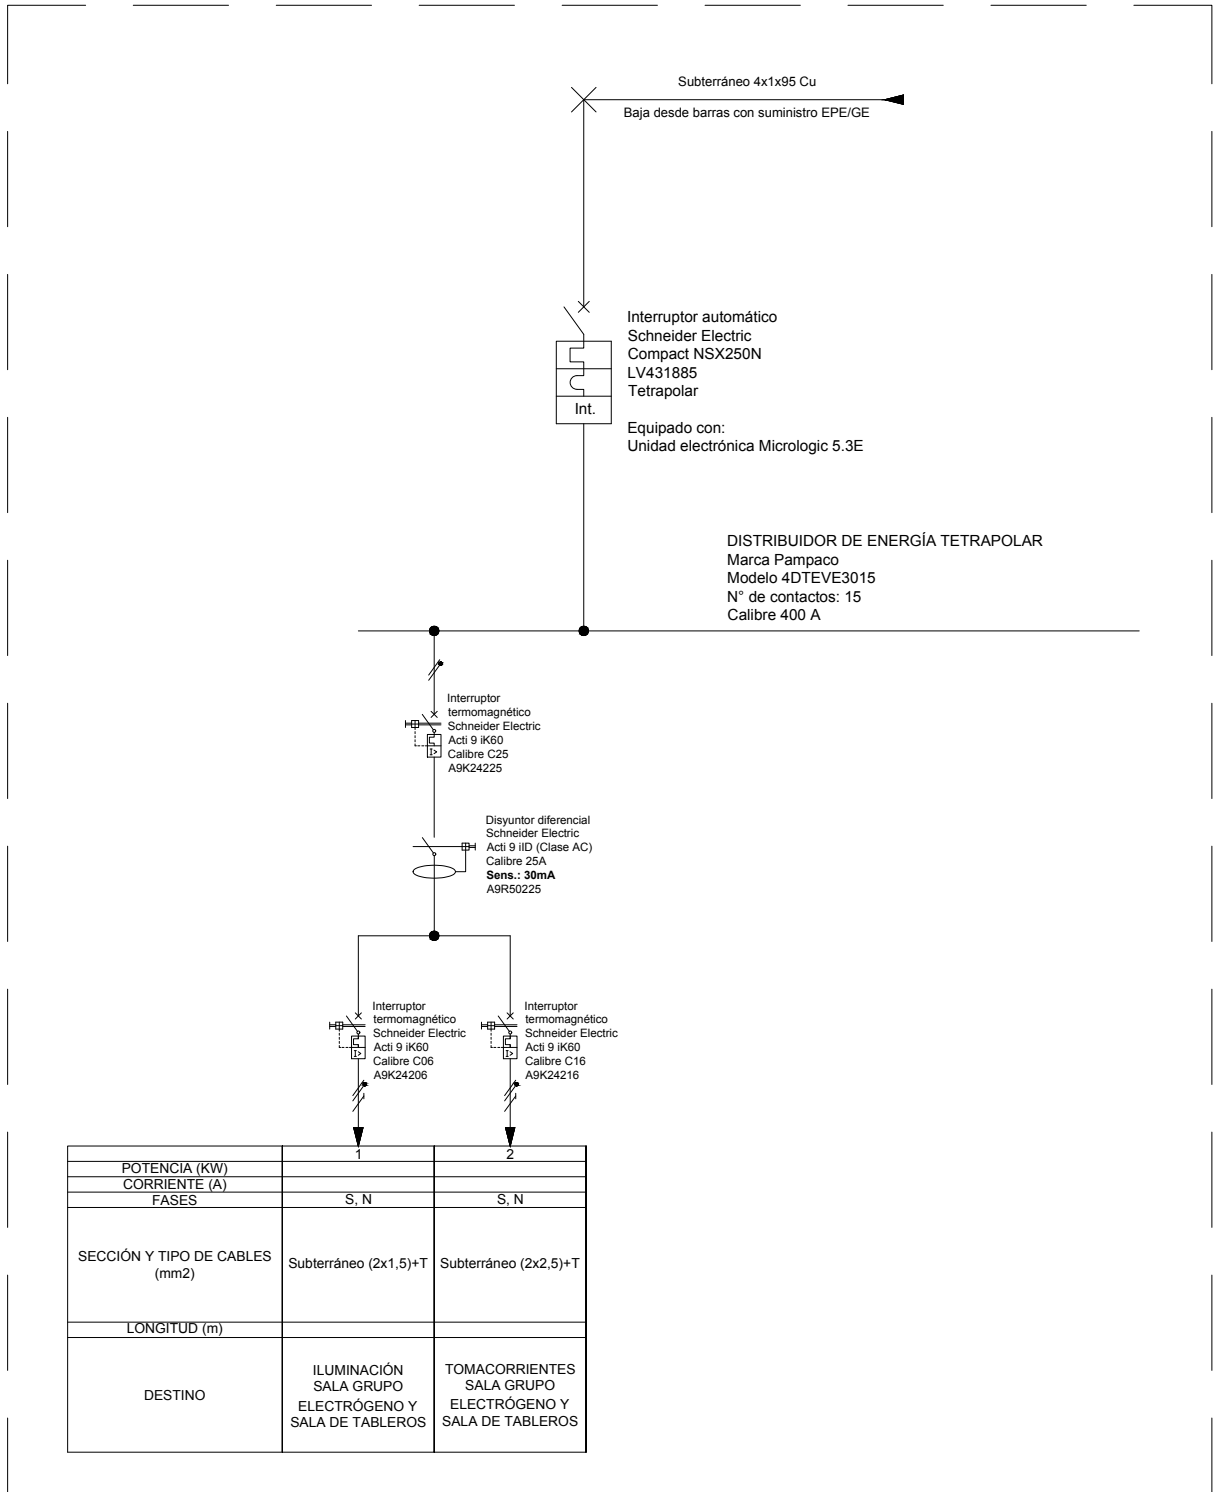 Subterráneo 4x1x95 Cu
Baja desde barras con suministro EPE/GE
Interruptor automático
Schneider Electric
Compact NSX250N
LV431885
Tetrapolar
Int.
Equipado con:
Unidad electrónica Micrologic 5.3E
DISTRIBUIDOR DE ENERGÍA TETRAPOLAR
Marca Pampaco
Modelo 4DTEVE3015
N° de contactos: 15
Calibre 400 A
Interruptor
termomagnético
Schneider Electric
Acti 9 iK60
Calibre C25
A9K24225
I>
Disyuntor diferencial
Schneider Electric
Acti 9 iID (Clase AC)
Calibre 25A
Sens.: 30mA
A9R50225
Interruptor
termomagnético
Schneider Electric
Acti 9 iK60
Calibre C06
A9K24206
I>
Interruptor
termomagnético
Schneider Electric
Acti 9 iK60
Calibre C16
A9K24216
I>
1 2
POTENCIA (KW)
CORRIENTE (A)
FASES S, N S, N
SECCIÓN Y TIPO DE CABLES
(mm2)
Subterráneo (2x1,5)+T
Subterráneo (2x2,5)+T
LONGITUD (m)
DESTINO
ILUMINACIÓN
SALA GRUPO
ELECTRÓGENO Y
SALA DE TABLEROS
TOMACORRIENTES
SALA GRUPO
ELECTRÓGENO Y
SALA DE TABLEROS